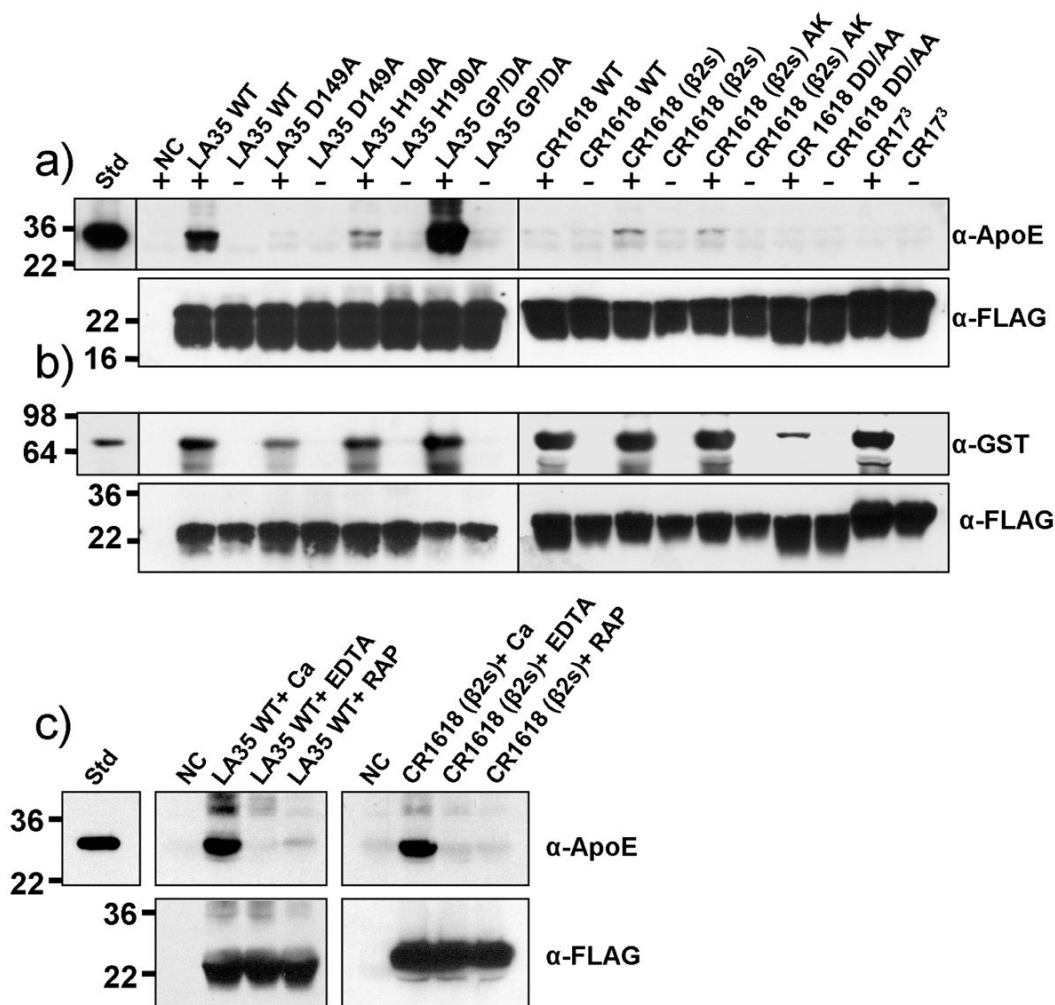 a)
Std
NC
LA35 WT
LA35 WT
LA35 D149A
LA35 D149A
LA35 H190A
LA35 H190A
LA35 GP/DA
LA35 GP/DA
CR1618 WT
CR1618 WT
CR1618 (β2s)
CR1618 (β2s)
CR1618 (β2s) AK
CR1618 (β2s) AK
CR 1618 DD/AA
CR1618 DD/AA
CR17³
CR17³
+ + - + - + - + - + - + - + - + - + -
36
22
α-ApoE
22
16
α-FLAG
b)
98
64
α-GST
36
22
α-FLAG
c)
Std
NC
LA35 WT+ Ca
LA35 WT+ EDTA
LA35 WT+ RAP
NC
CR1618 (β2s)+ Ca
CR1618 (β2s)+ EDTA
CR1618 (β2s)+ RAP
36
22
α-ApoE
36
22
α-FLAG